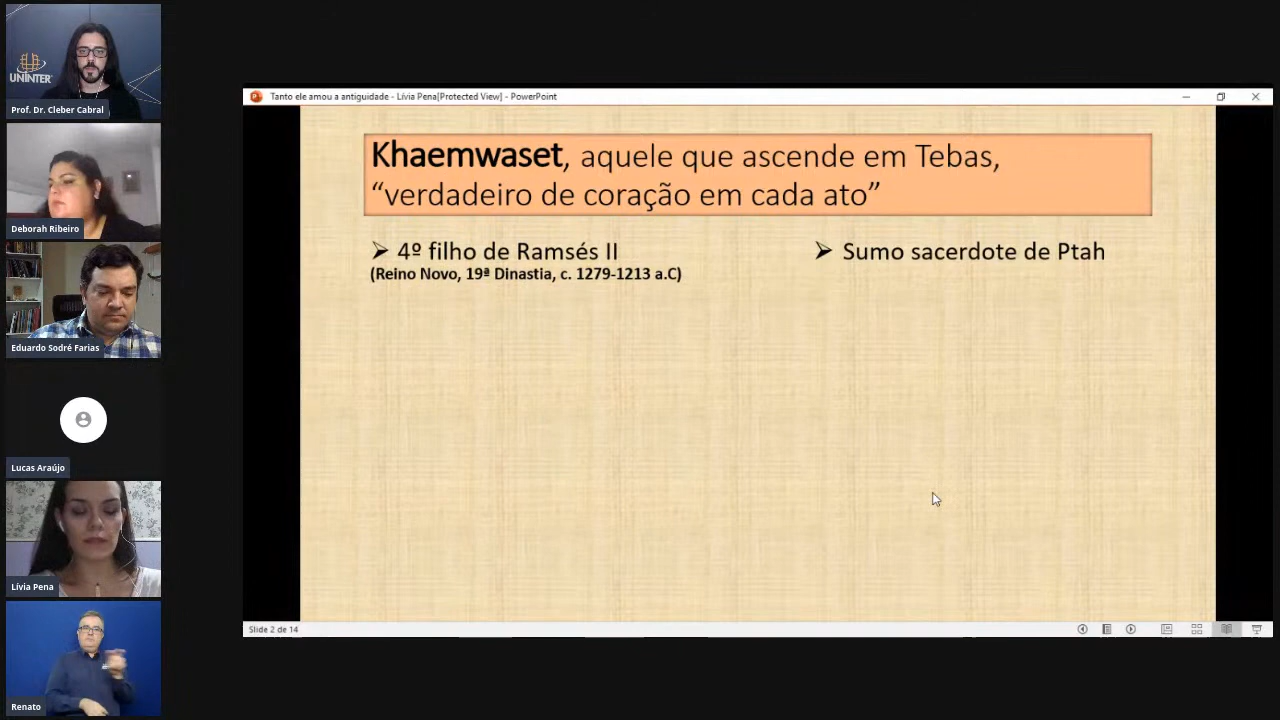 UNINTER
Prof. Dr. Cleber Cabral
Deborah Ribeiro
Eduardo Sodré Farias
Lucas Araújo
Lívia Pena
Renato
Tanto ele amou a antiguidade - Lívia Pena[Protected View] - PowerPoint
Khaemwaset, aquele que ascende em Tebas,
“verdadeiro de coração em cada ato”
➢ 4º filho de Ramsés II
(Reino Novo, 19ª Dinastia, c. 1279-1213 a.C)
➢ Sumo sacerdote de Ptah
Slide 2 de 14